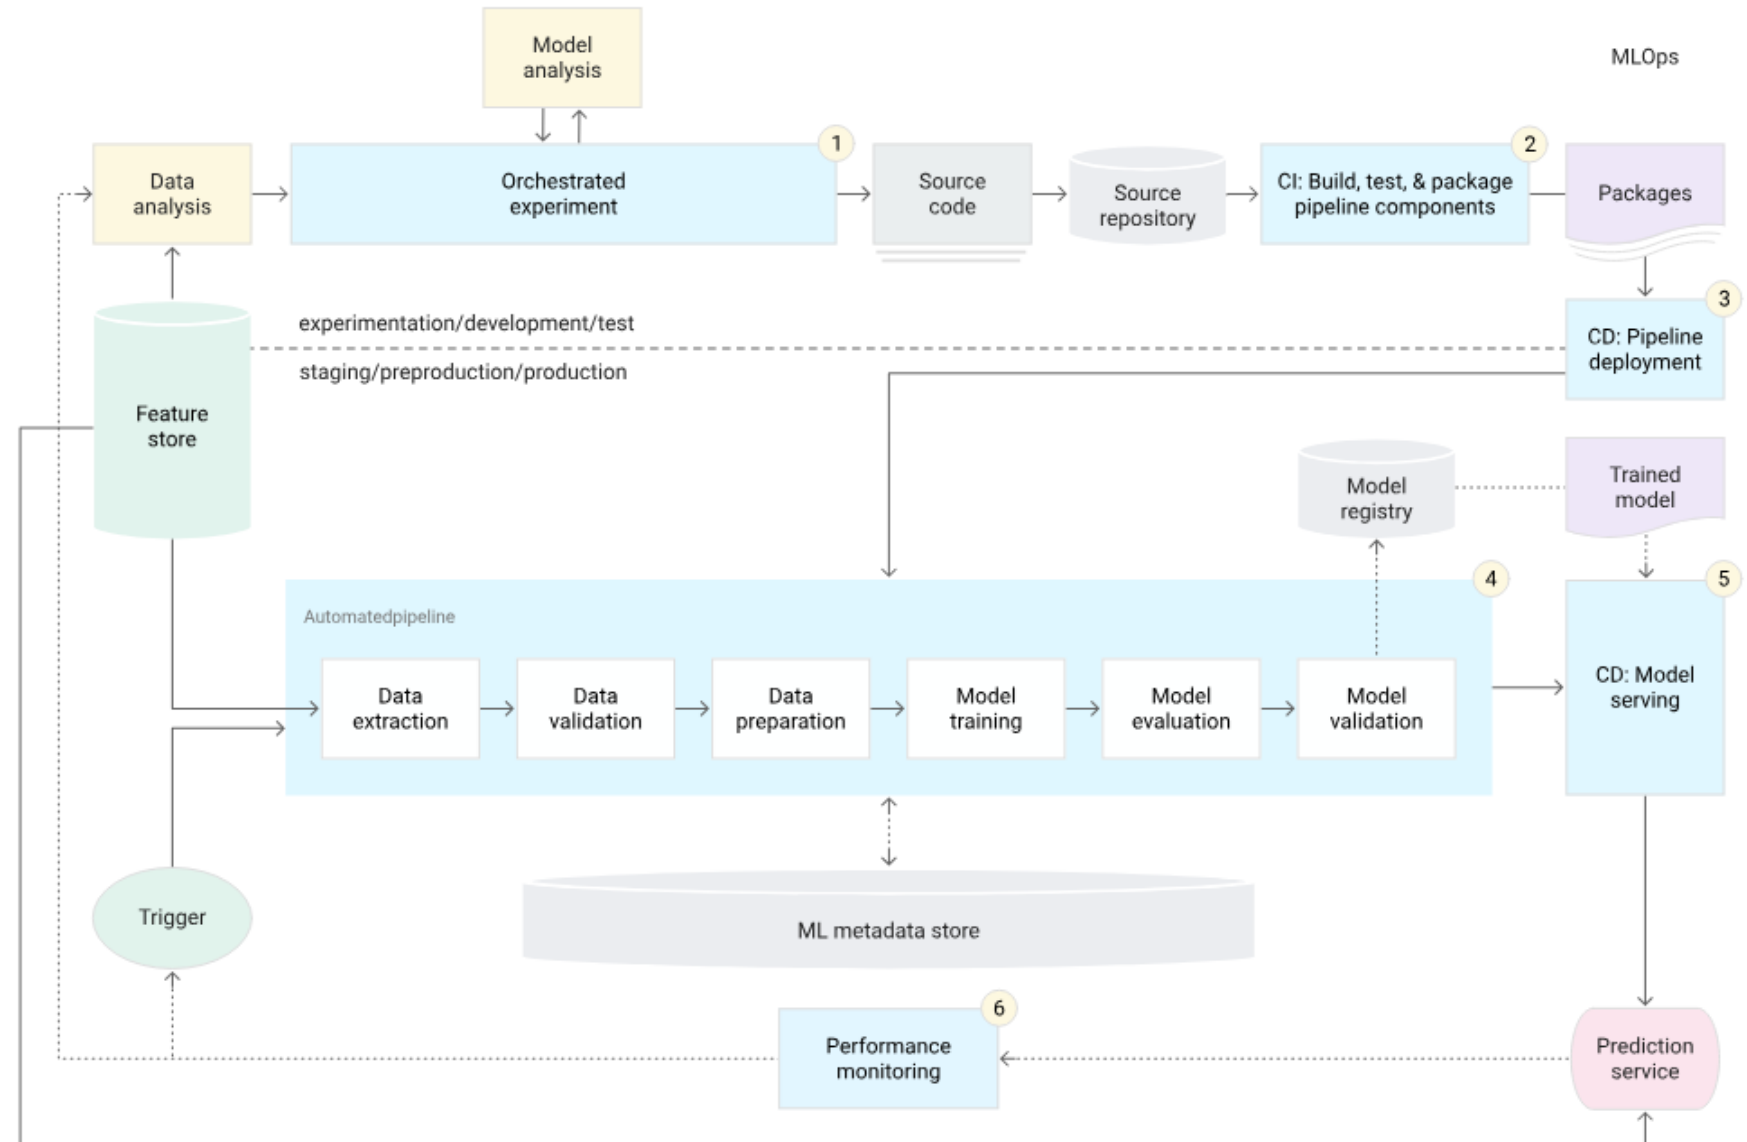 Model
analysis
MLOps
1
2
Data
analysis
Orchestrated
experiment
Source
code
Source
repository
CI: Build, test, & package
pipeline components
Packages
3
experimentation/development/test
staging/preproduction/production
CD: Pipeline
deployment
Feature
store
Model
registry
Trained
model
4
5
Automatedpipeline
Data
extraction
Data
validation
Data
preparation
Model
training
Model
evaluation
Model
validation
CD: Model
serving
Trigger
ML metadata store
6
Performance
monitoring
Prediction
service